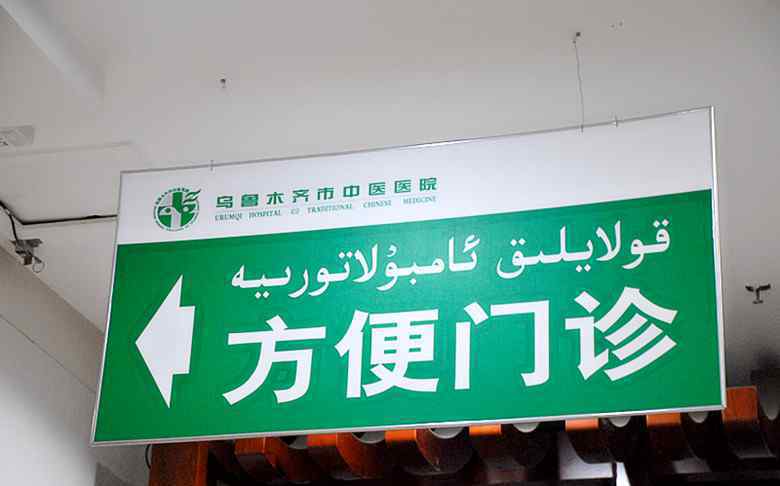 乌鲁木齐市中医医院
URUMQI HOSPITAL OF TRADITIONAL CHINESE MEDICINE
قولايلىق ئامبۇلاتورىيە
方便门诊